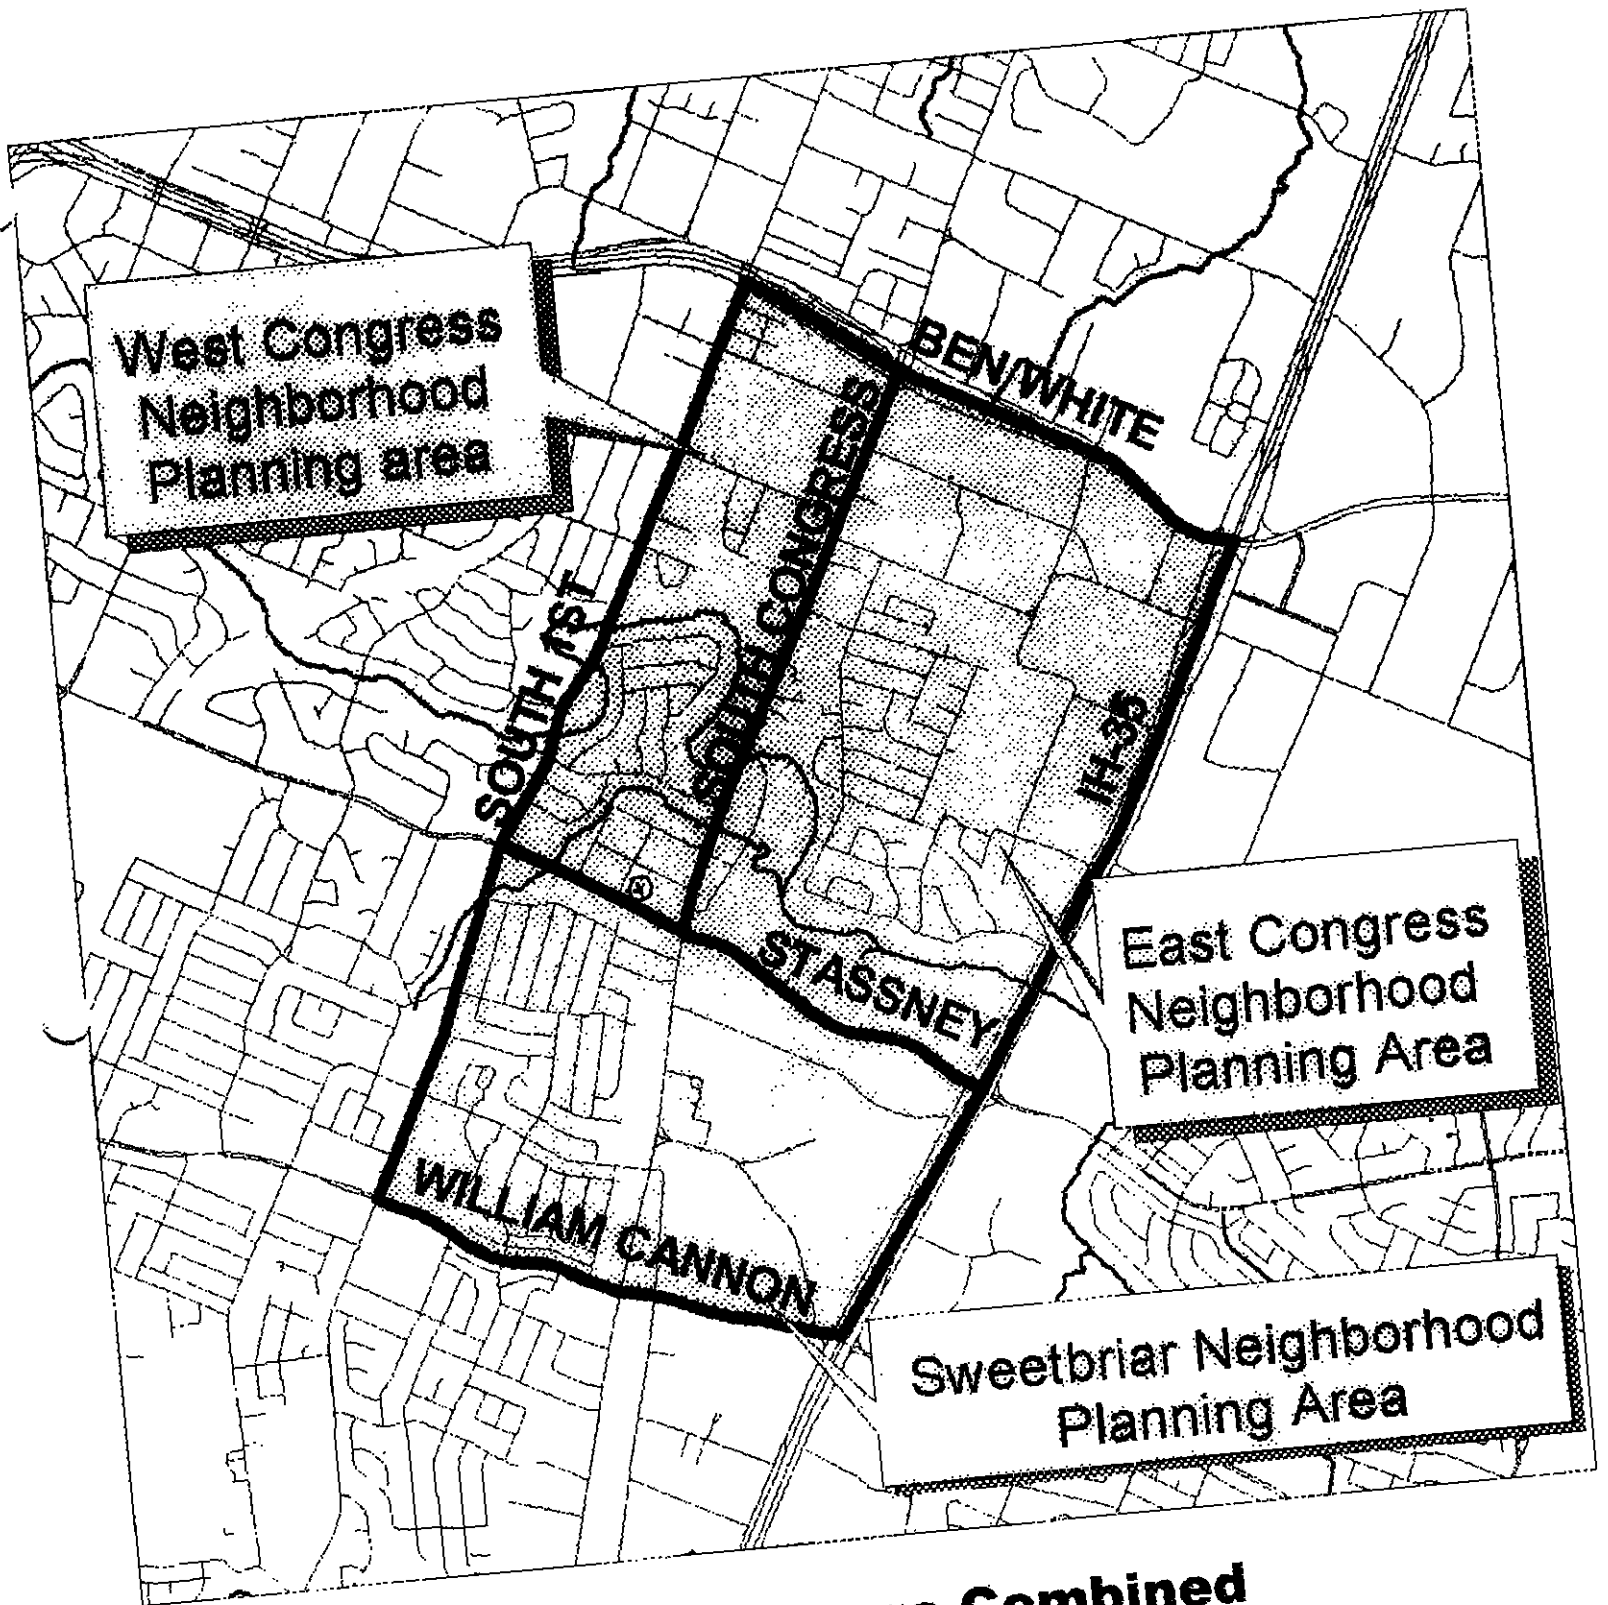 West Congress
Neighborhood
Planning area
BEN WHITE
SOUTH CONGRESS
SOUTH 1ST
IH-35
STASSNEY
East Congress
Neighborhood
Planning Area
WILLIAM CANNON
Sweetbriar Neighborhood
Planning Area
Combined